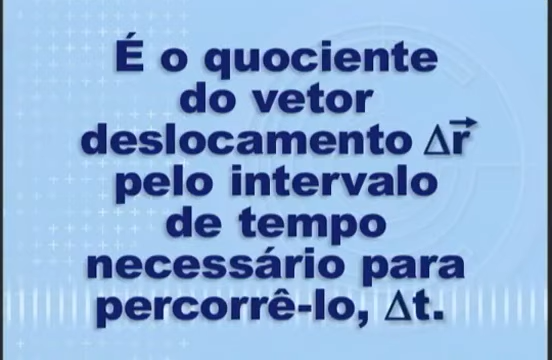 É o quociente
do vetor
deslocamento Δr⃗
pelo intervalo
de tempo
necessário para
percorrê-lo, Δt.